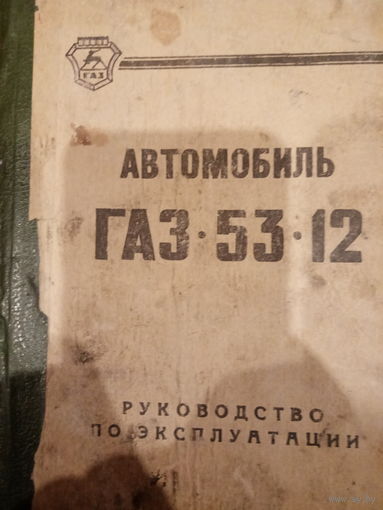 ГАЗ
АВТОМОБИЛЬ
ГАЗ·53·12
РУКОВОДСТВО
ПО ЭКСПЛУАТАЦИИ